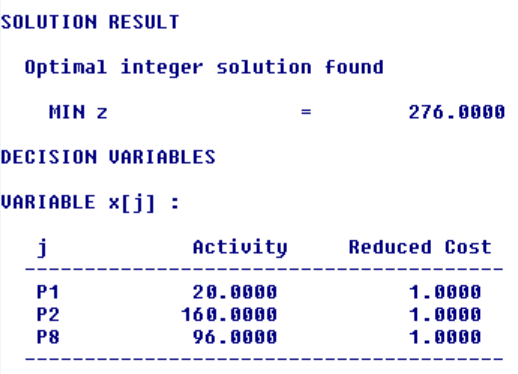 SOLUTION RESULT
Optimal integer solution found
MIN z = 276.0000
DECISION VARIABLES
VARIABLE x[j] :
j Activity Reduced Cost
P1 20.0000 1.0000
P2 160.0000 1.0000
P8 96.0000 1.0000